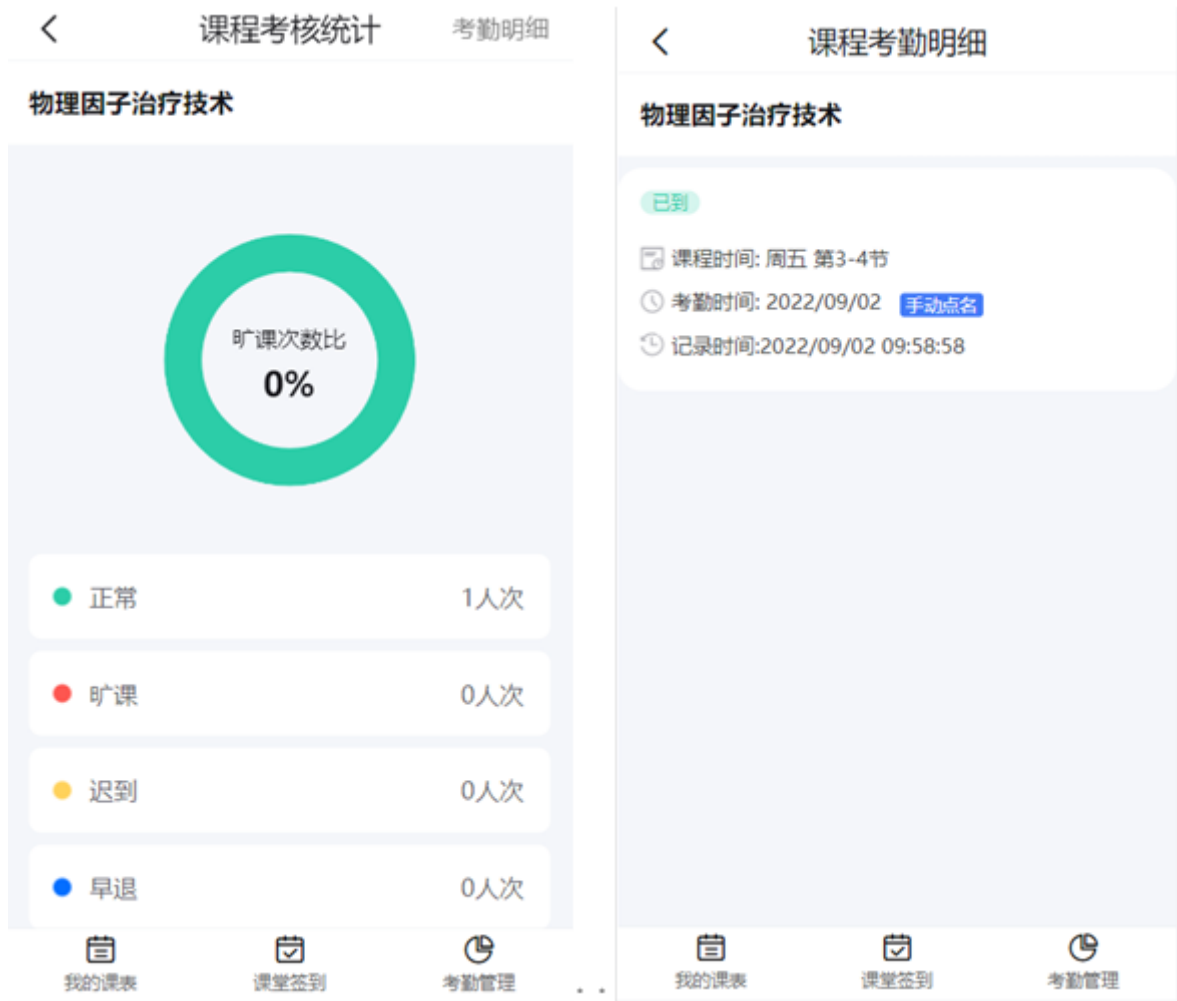 课程考核统计 考勤明细
物理因子治疗技术
旷课次数比
0%
正常 1人次
旷课 0人次
迟到 0人次
早退 0人次
我的课表 课堂签到 考勤管理
课程考勤明细
物理因子治疗技术
已到
课程时间: 周五 第3-4节
考勤时间: 2022/09/02 手动点名
记录时间:2022/09/02 09:58:58
我的课表 课堂签到 考勤管理